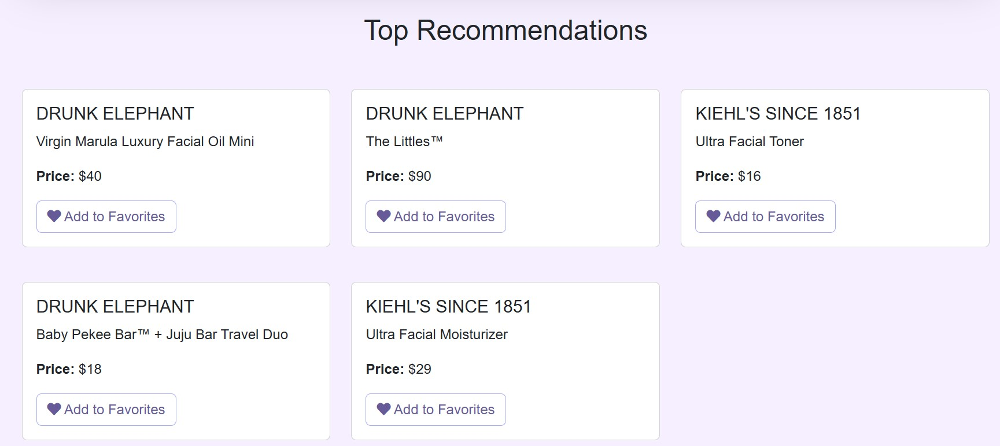 Top Recommendations
DRUNK ELEPHANT
Virgin Marula Luxury Facial Oil Mini
Price: $40
Add to Favorites
DRUNK ELEPHANT
The Littles™
Price: $90
Add to Favorites
KIEHL'S SINCE 1851
Ultra Facial Toner
Price: $16
Add to Favorites
DRUNK ELEPHANT
Baby Pekee Bar™ + Juju Bar Travel Duo
Price: $18
Add to Favorites
KIEHL'S SINCE 1851
Ultra Facial Moisturizer
Price: $29
Add to Favorites